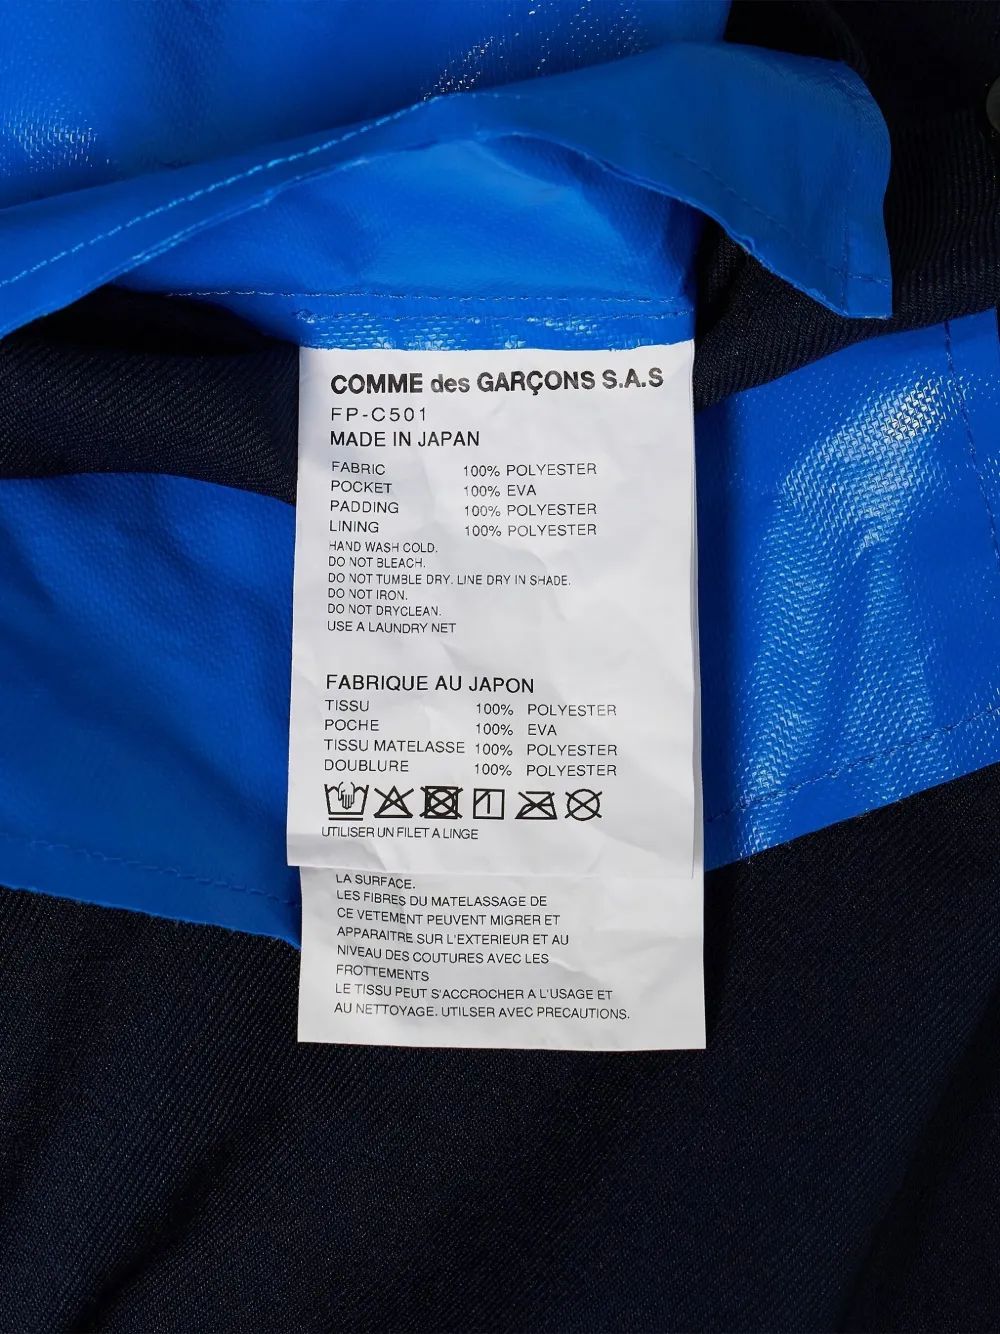 COMME des GARÇONS S.A.S
FP-C501
MADE IN JAPAN
FABRIC 100% POLYESTER
POCKET 100% EVA
PADDING 100% POLYESTER
LINING 100% POLYESTER
HAND WASH COLD.
DO NOT BLEACH.
DO NOT TUMBLE DRY. LINE DRY IN SHADE.
DO NOT IRON.
DO NOT DRYCLEAN.
USE A LAUNDRY NET
FABRIQUE AU JAPON
TISSU 100% POLYESTER
POCHE 100% EVA
TISSU MATELASSE 100% POLYESTER
DOUBLURE 100% POLYESTER
UTILISER UN FILET A LINGE
LA SURFACE.
LES FIBRES DU MATELASSAGE DE
CE VETEMENT PEUVENT MIGRER ET
APPARAITRE SUR L'EXTERIEUR ET AU
NIVEAU DES COUTURES AVEC LES
FROTTEMENTS
LE TISSU PEUT S'ACCROCHER A L'USAGE ET
AU NETTOYAGE. UTILSER AVEC PRECAUTIONS.